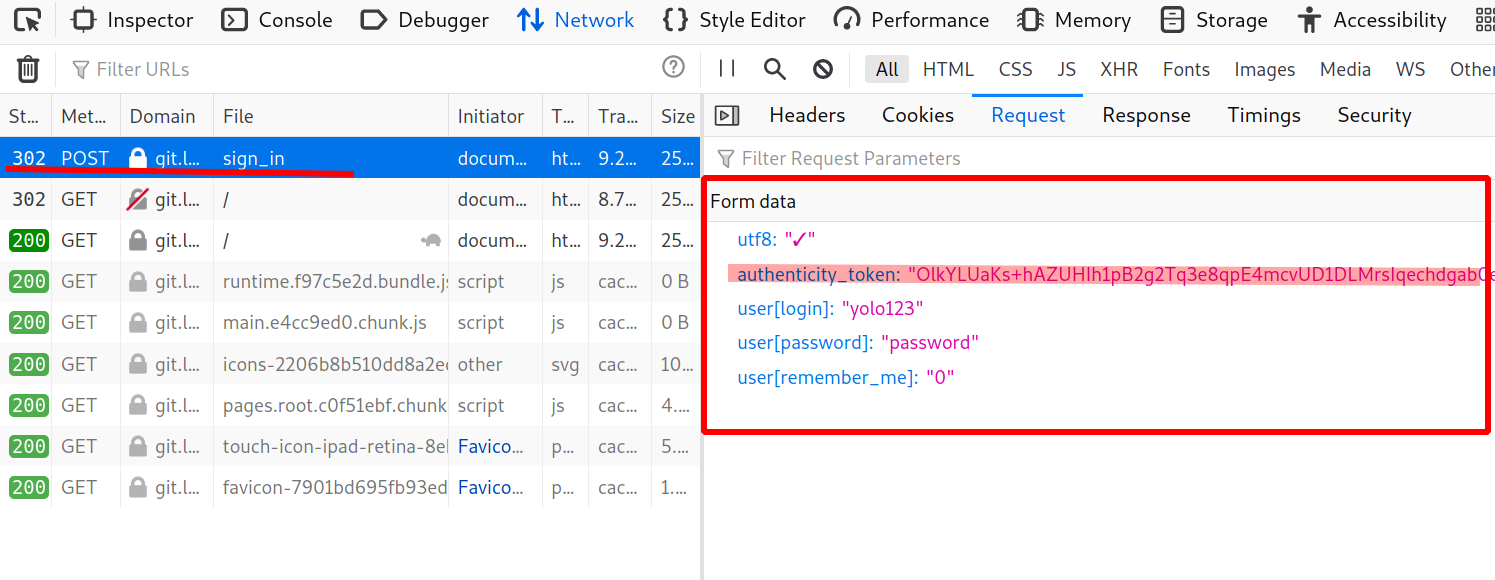 Inspector Console Debugger Network Style Editor Performance Memory Storage Accessibility
Filter URLs All HTML CSS JS XHR Fonts Images Media WS Other
St... Met... Domain File Initiator T... Tra... Size
Headers Cookies Request Response Timings Security
302 POST git.l... sign_in docum... ht... 9.2... 25...
302 GET git.l... / docum... ht... 8.7... 25...
200 GET git.l... / docum... ht... 9.2... 25...
200 GET git.l... runtime.f97c5e2d.bundle.js script js cac... 0 B
200 GET git.l... main.e4cc9ed0.chunk.js script js cac... 0 B
200 GET git.l... icons-2206b8b510dd8a2ec other svg cac... 10...
200 GET git.l... pages.root.c0f51ebf.chunk script js cac... 4....
200 GET git.l... touch-icon-ipad-retina-8el Favico... p... cac... 5....
200 GET git.l... favicon-7901bd695fb93ed Favico... p... cac... 1....
Filter Request Parameters
Form data
utf8: "✓"
authenticity_token: "OlkYLUaKs+hAZUHIh1pB2g2Tq3e8qpE4mcvUD1DLMrsIqechdgab0e
user[login]: "yolo123"
user[password]: "password"
user[remember_me]: "0"